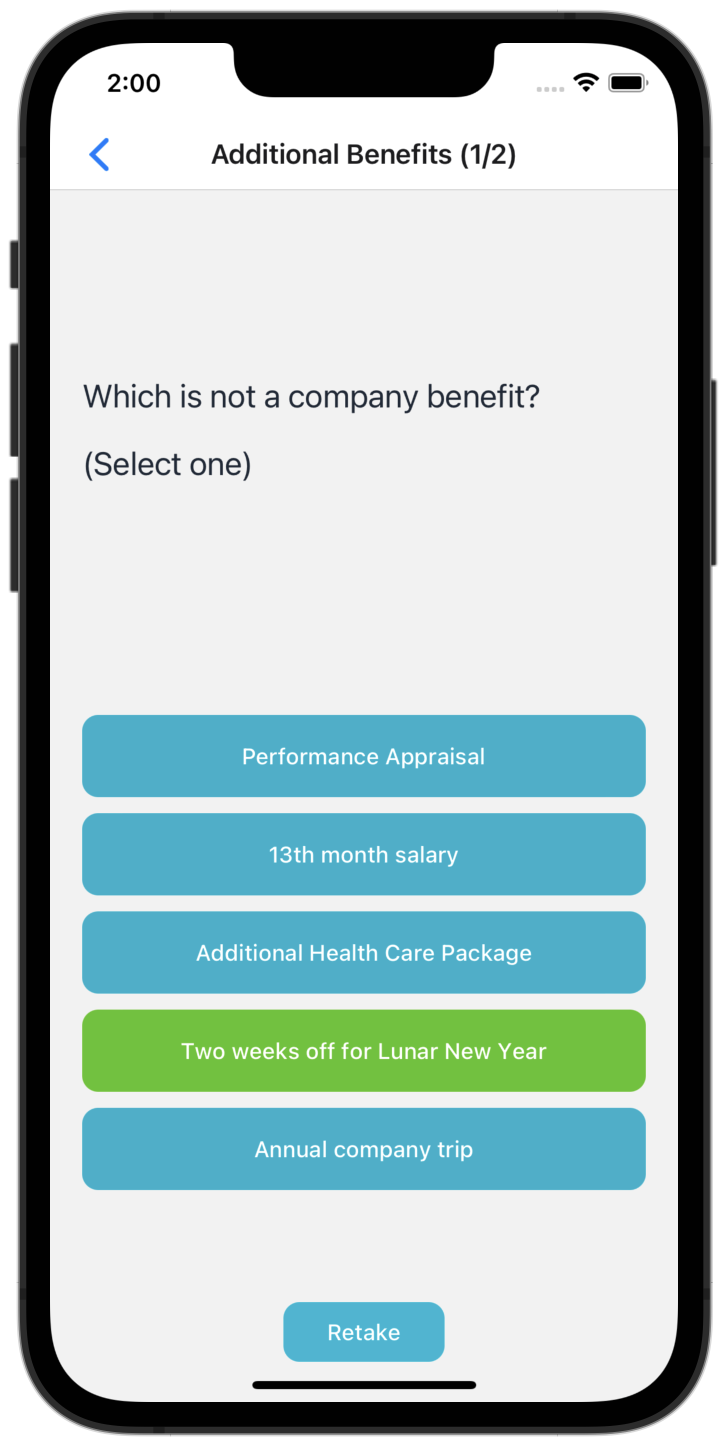 2:00
Additional Benefits (1/2)
Which is not a company benefit?
(Select one)
Performance Appraisal
13th month salary
Additional Health Care Package
Two weeks off for Lunar New Year
Annual company trip
Retake